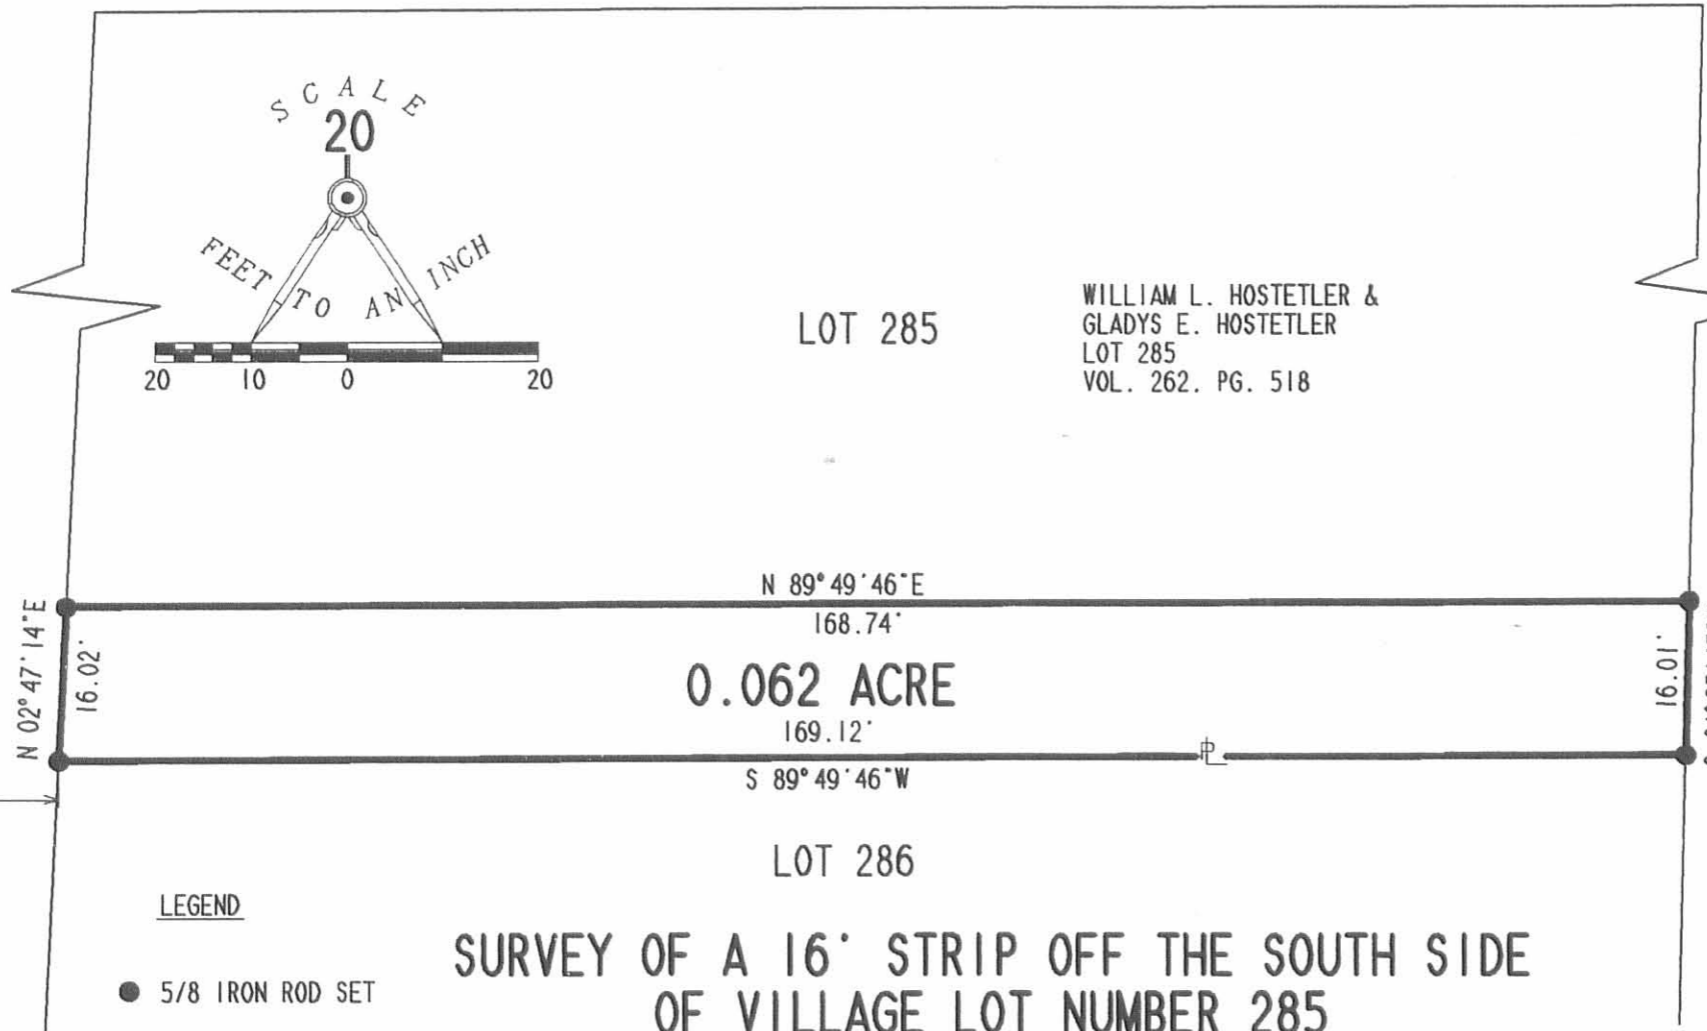 SCALE
20
FEET TO AN INCH
20 10 0 20
LOT 285
WILLIAM L. HOSTETLER &
GLADYS E. HOSTETLER
LOT 285
VOL. 262. PG. 518
N 89°49'46"E
168.74'
N 02°47'14"E
16.02'
16.01'
0.062 ACRE
169.12'
PL
S 89°49'46"W
LOT 286
LEGEND
5/8 IRON ROD SET
SURVEY OF A 16' STRIP OFF THE SOUTH SIDE
OF VILLAGE LOT NUMBER 285